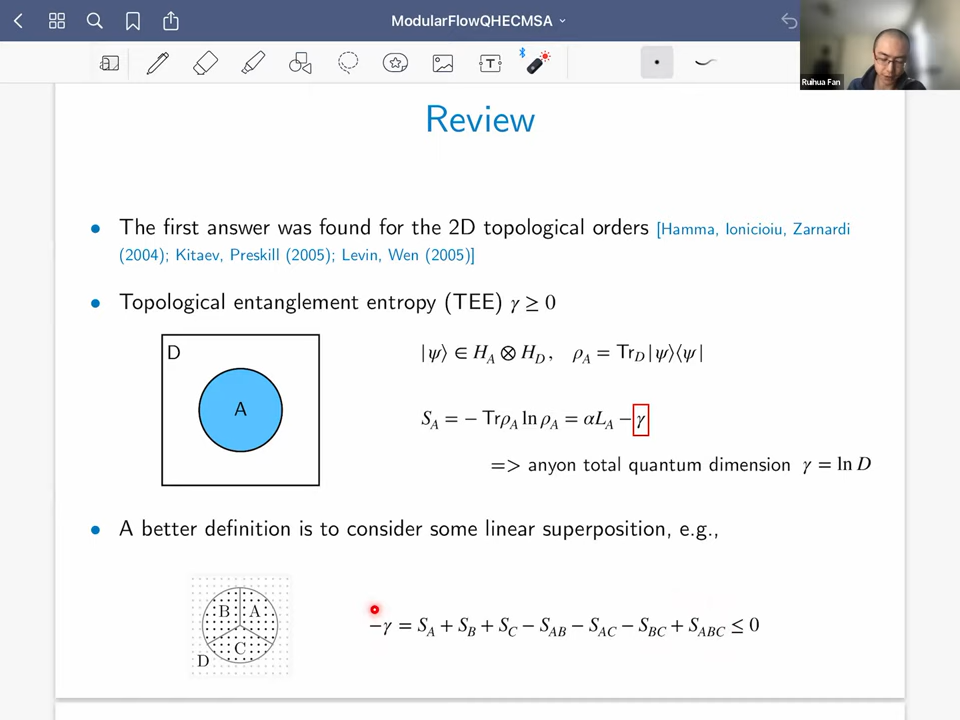 ModularFlowQHECMSA
T
Ruihua Fan
Review
• The first answer was found for the 2D topological orders [Hamma, Ionicioiu, Zarnardi
(2004); Kitaev, Preskill (2005); Levin, Wen (2005)]
• Topological entanglement entropy (TEE) γ ≥ 0
D
A
|ψ⟩ ∈ H_A ⊗ H_D, ρ_A = Tr_D|ψ⟩⟨ψ|
S_A = − Trρ_A ln ρ_A = αL_A − γ
=> anyon total quantum dimension γ = ln D
• A better definition is to consider some linear superposition, e.g.,
B A
C
D
−γ = S_A + S_B + S_C − S_AB − S_AC − S_BC + S_ABC ≤ 0